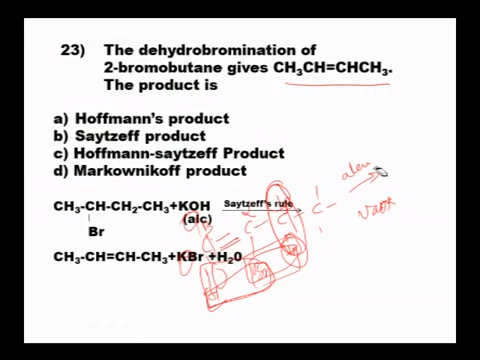 23) The dehydrobromination of
2-bromobutane gives CH₃CH=CHCH₃.
The product is
a) Hoffmann's product
b) Saytzeff product
c) Hoffmann-saytzeff Product
d) Markownikoff product
CH₃-CH-CH₂-CH₃+KOH Saytzeff's rule
(alc)
Br
CH₃-CH=CH-CH₃+KBr +H₂O